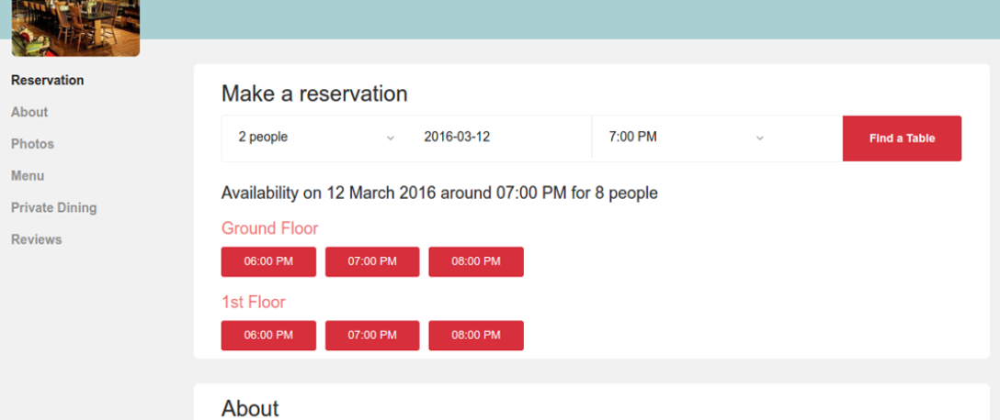 Reservation
About
Photos
Menu
Private Dining
Reviews
Make a reservation
2 people 2016-03-12 7:00 PM Find a Table
Availability on 12 March 2016 around 07:00 PM for 8 people
Ground Floor
06:00 PM 07:00 PM 08:00 PM
1st Floor
06:00 PM 07:00 PM 08:00 PM
About